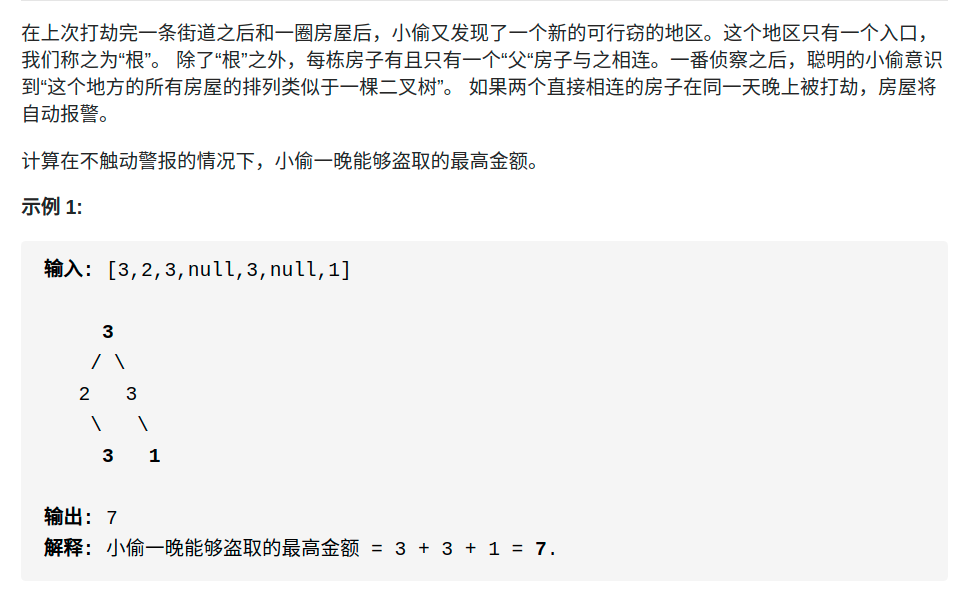 在上次打劫完一条街道之后和一圈房屋后，小偷又发现了一个新的可行窃的地区。这个地区只有一个入口，
我们称之为“根”。 除了“根”之外，每栋房子有且只有一个“父“房子与之相连。一番侦察之后，聪明的小偷意识
到“这个地方的所有房屋的排列类似于一棵二叉树”。 如果两个直接相连的房子在同一天晚上被打劫，房屋将
自动报警。
计算在不触动警报的情况下，小偷一晚能够盗取的最高金额。
示例 1:
输入: [3,2,3,null,3,null,1]
3
/ \
2   3
\   \
3   1
输出: 7
解释: 小偷一晚能够盗取的最高金额 = 3 + 3 + 1 = 7.